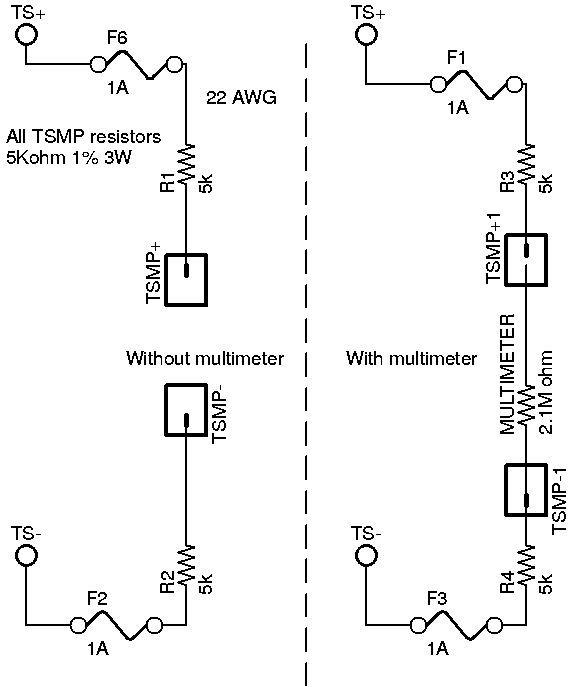 TS+
F6
1A
22 AWG
All TSMP resistors
5Kohm 1% 3W
R1
5k
TSMP+
Without multimeter
TSMP-
TS-
R2
5k
F2
1A
TS+
F1
1A
R3
5k
TSMP+1
With multimeter
MULTIMETER
2.1M ohm
TSMP-1
TS-
R4
5k
F3
1A